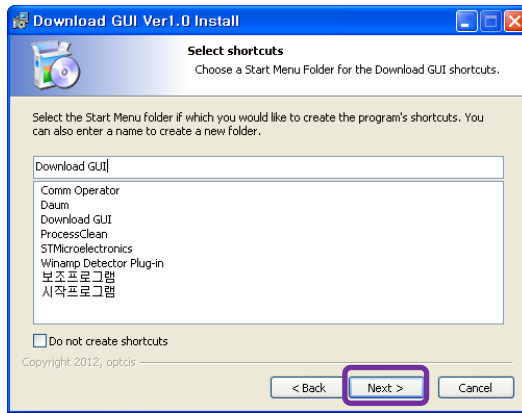 Download GUI Ver1.0 Install
Select shortcuts
Choose a Start Menu Folder for the Download GUI shortcuts.
Select the Start Menu folder if which you would like to create the program's shortcuts. You
can also enter a name to create a new folder.
Download GUI
Comm Operator
Daum
Download GUI
ProcessClean
STMicroelectronics
Winamp Detector Plug-in
보조프로그램
시작프로그램
Do not create shortcuts
Copyright 2012, optcis
< Back
Next >
Cancel